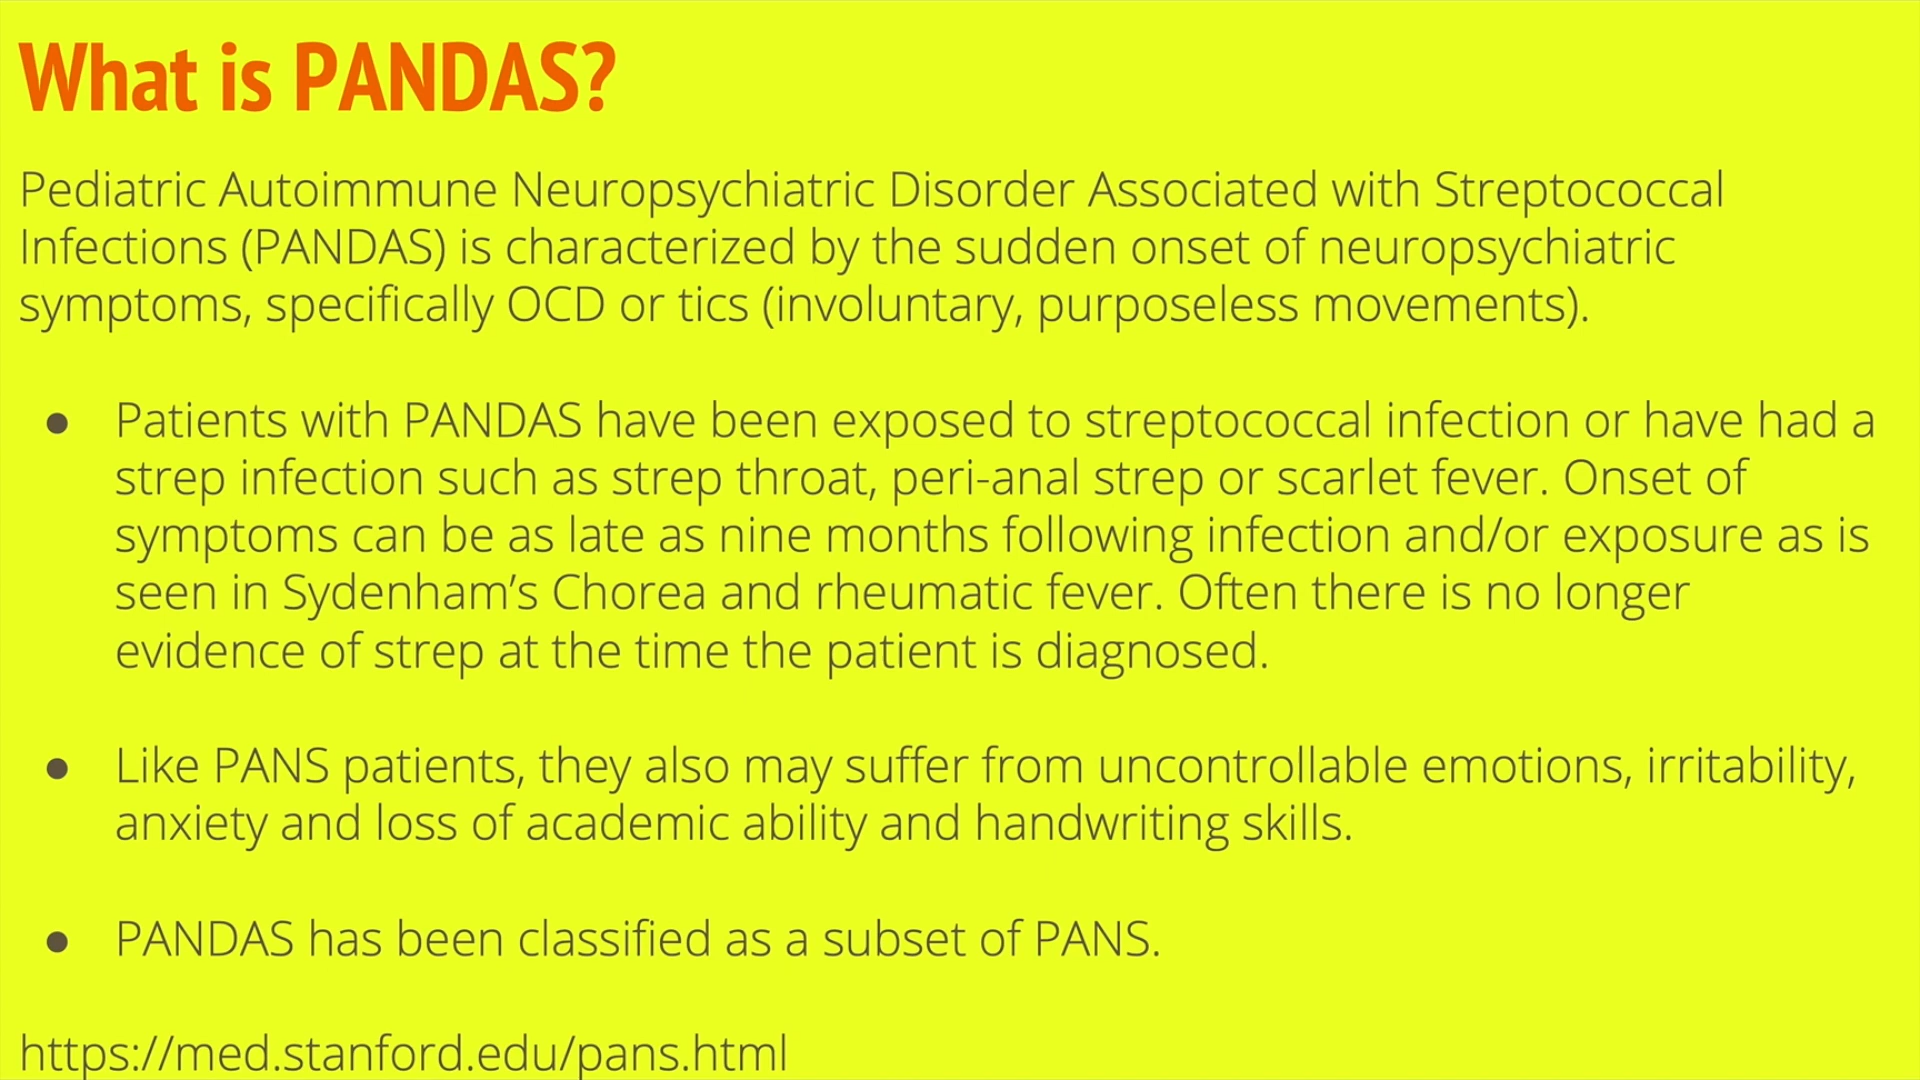 What is PANDAS?
Pediatric Autoimmune Neuropsychiatric Disorder Associated with Streptococcal
Infections (PANDAS) is characterized by the sudden onset of neuropsychiatric
symptoms, specifically OCD or tics (involuntary, purposeless movements).
● Patients with PANDAS have been exposed to streptococcal infection or have had a
strep infection such as strep throat, peri-anal strep or scarlet fever. Onset of
symptoms can be as late as nine months following infection and/or exposure as is
seen in Sydenham’s Chorea and rheumatic fever. Often there is no longer
evidence of strep at the time the patient is diagnosed.
● Like PANS patients, they also may suffer from uncontrollable emotions, irritability,
anxiety and loss of academic ability and handwriting skills.
● PANDAS has been classified as a subset of PANS.
https://med.stanford.edu/pans.html